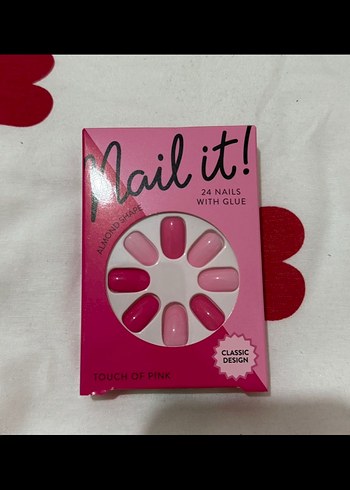 Nail it!
24 NAILS
WITH GLUE
ALMOND SHAPE
CLASSIC
DESIGN
TOUCH OF PINK